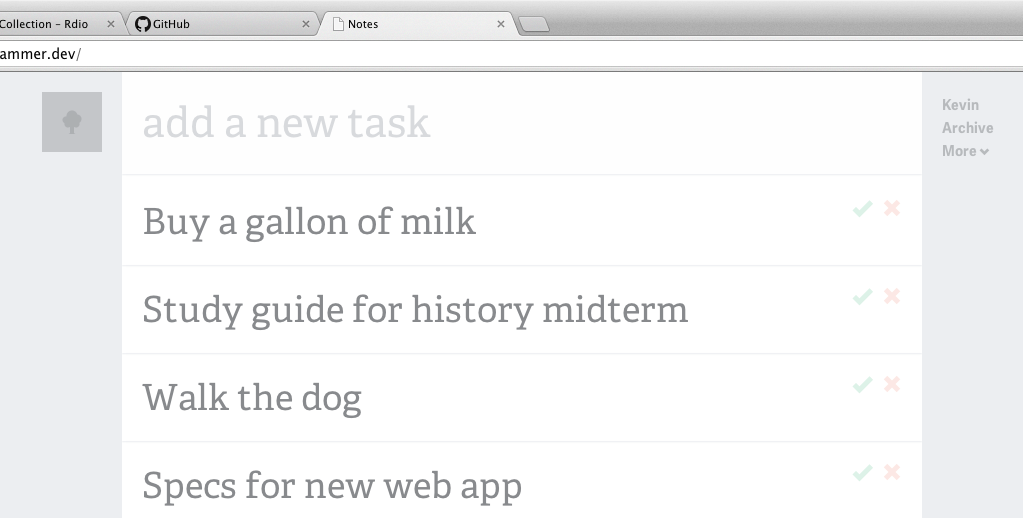 Collection – Rdio
GitHub
Notes
ammer.dev/
add a new task
Kevin
Archive
More
Buy a gallon of milk
Study guide for history midterm
Walk the dog
Specs for new web app